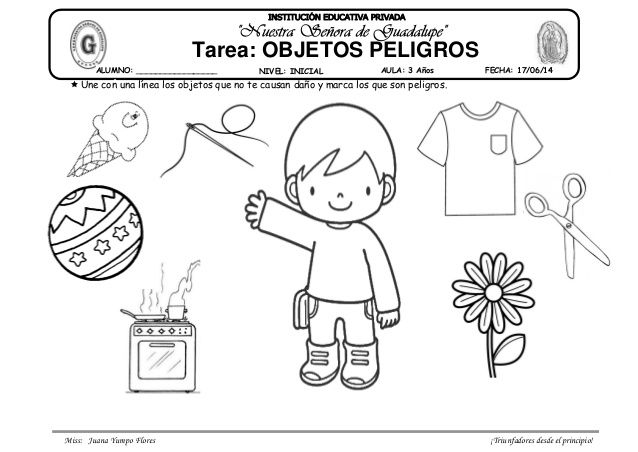 INSTITUCIÓN EDUCATIVA PRIVADA
"Nuestra Señora de Guadalupe"
Tarea: OBJETOS PELIGROS
ALUMNO: __________________ NIVEL: INICIAL AULA: 3 Años FECHA: 17/06/14
★ Une con una línea los objetos que no te causan daño y marca los que son peligros.
Miss: Juana Yumpo Flores ¡Triunfadores desde el principio!